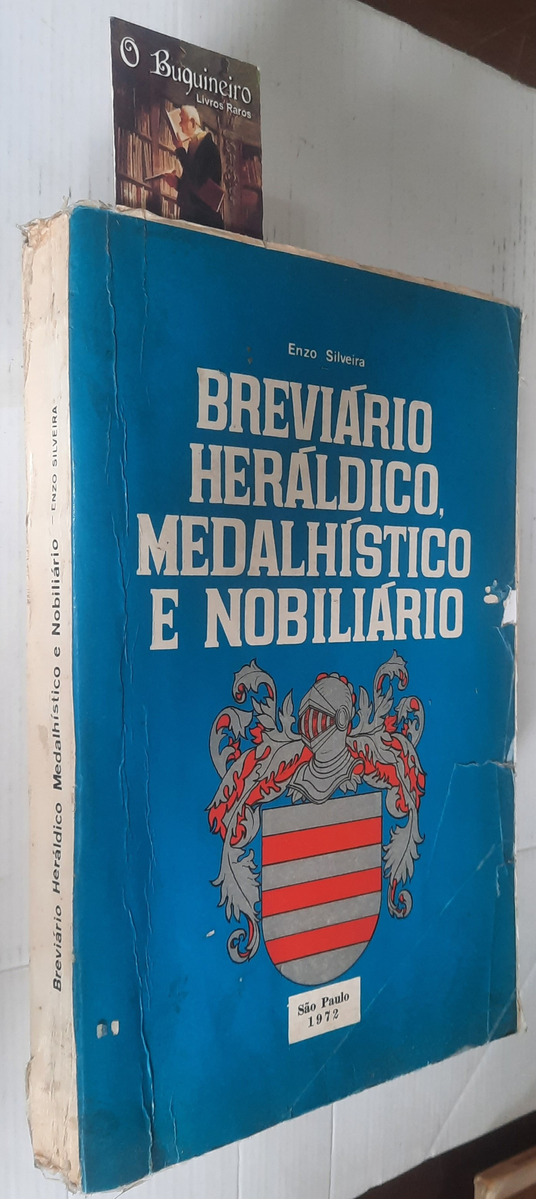 O Buquineiro
Livros Raros
Enzo Silveira
BREVIÁRIO
HERÁLDICO,
MEDALHÍSTICO
E NOBILIÁRIO
São Paulo
1972
Breviário Heráldico Medalhístico e Nobiliário - ENZO SILVEIRA -